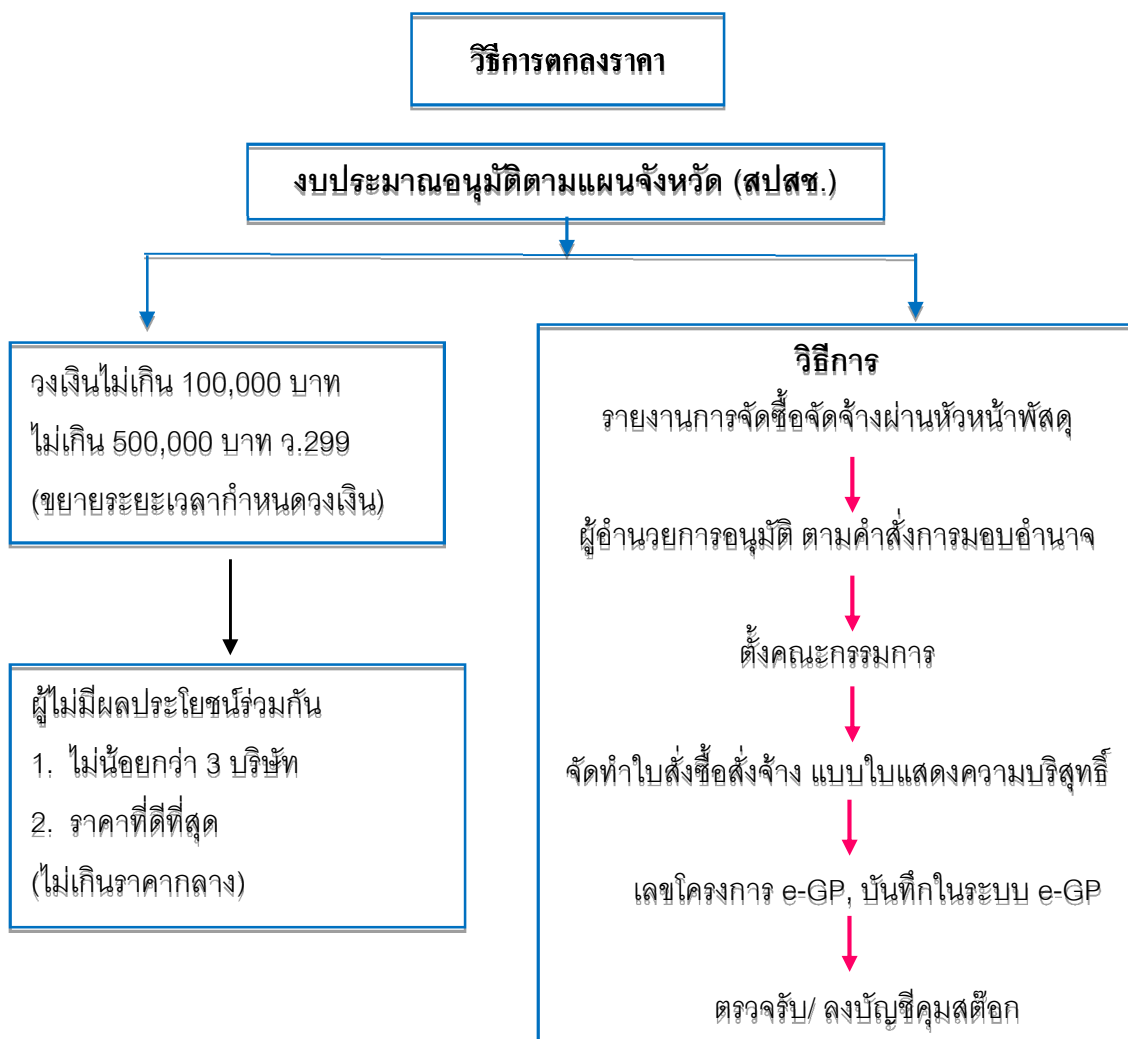 วิธีการตกลงราคา
งบประมาณอนุมัติตามแผนจังหวัด (สปสช.)
วงเงินไม่เกิน 100,000 บาท
ไม่เกิน 500,000 บาท ว.299
(ขยายระยะเวลากำหนดวงเงิน)
ผู้ไม่มีผลประโยชน์ร่วมกัน
1. ไม่น้อยกว่า 3 บริษัท
2. ราคาที่ดีที่สุด
(ไม่เกินราคากลาง)
วิธีการ
รายงานการจัดซื้อจัดจ้างผ่านหัวหน้าพัสดุ
ผู้อำนวยการอนุมัติ ตามคำสั่งการมอบอำนาจ
ตั้งคณะกรรมการ
จัดทำใบสั่งซื้อสั่งจ้าง แบบใบแสดงความบริสุทธิ์
เลขโครงการ e-GP, บันทึกในระบบ e-GP
ตรวจรับ/ ลงบัญชีคุมสต๊อก